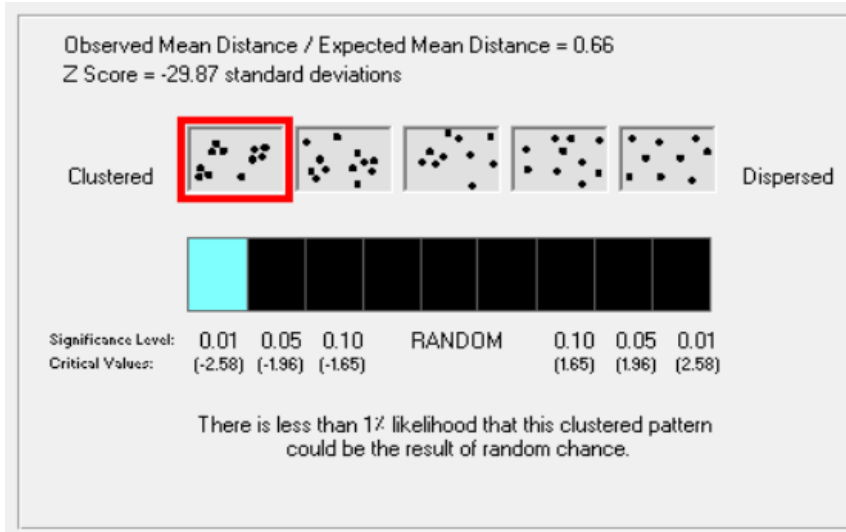 Observed Mean Distance / Expected Mean Distance = 0.66
Z Score = -29.87 standard deviations
Clustered
Dispersed
Significance Level: 0.01 0.05 0.10 RANDOM 0.10 0.05 0.01
Critical Values: (-2.58) (-1.96) (-1.65) (1.65) (1.96) (2.58)
There is less than 1% likelihood that this clustered pattern
could be the result of random chance.